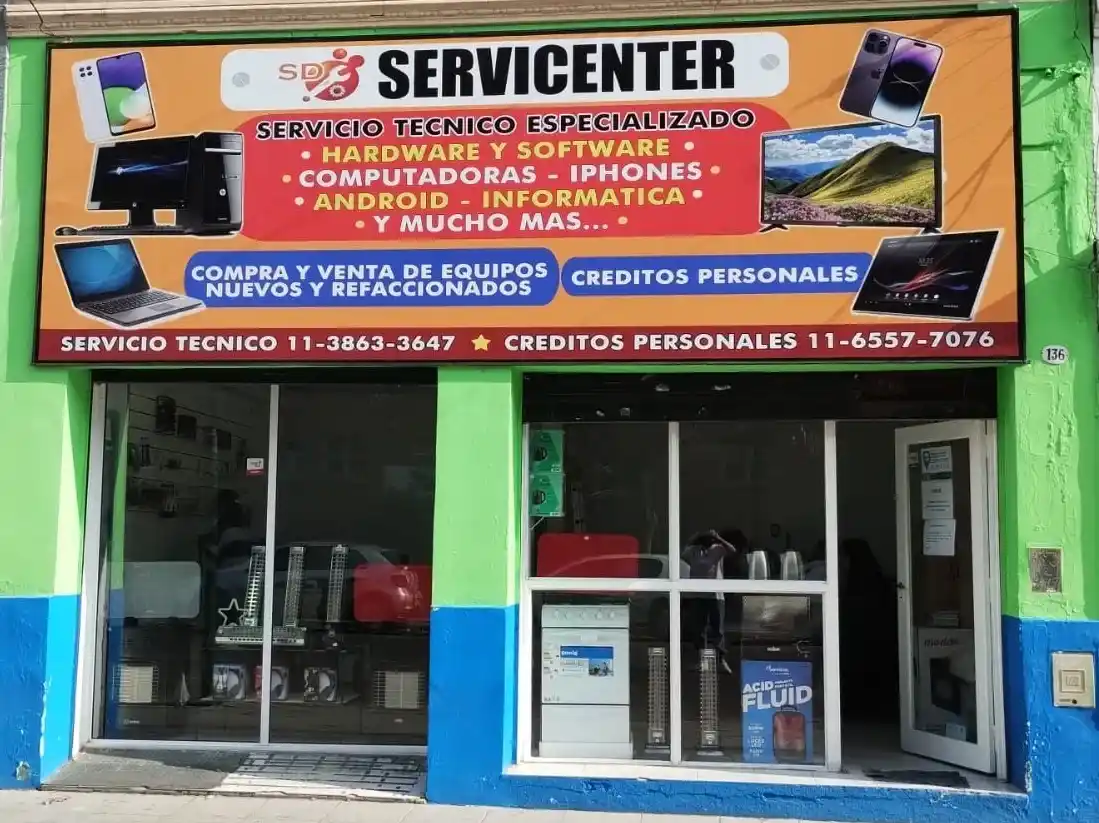 SD SERVICENTER
SERVICIO TECNICO ESPECIALIZADO
• HARDWARE Y SOFTWARE •
• COMPUTADORAS - IPHONES •
• ANDROID - INFORMATICA •
• Y MUCHO MAS... •
COMPRA Y VENTA DE EQUIPOS
NUEVOS Y REFACCIONADOS
CREDITOS PERSONALES
SERVICIO TECNICO 11-3863-3647 ★ CREDITOS PERSONALES 11-6557-7076
136
ACID
FLUID